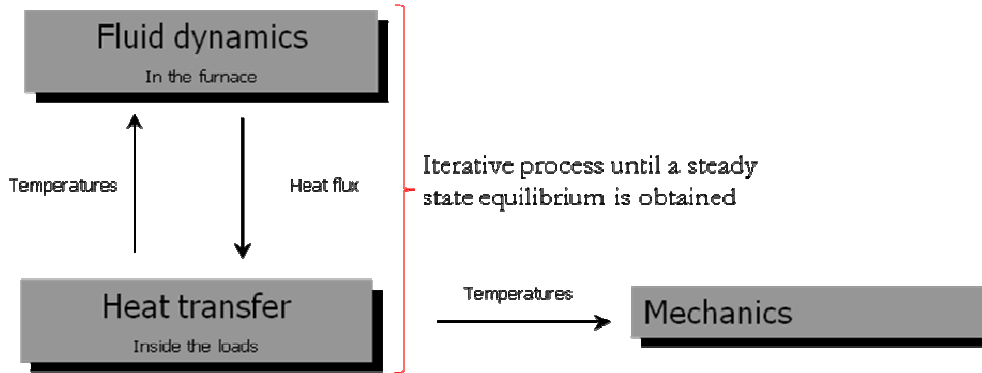 Fluid dynamics
In the furnace
Temperatures
Heat flux
Iterative process until a steady
state equilibrium is obtained
Heat transfer
Inside the loads
Temperatures
Mechanics